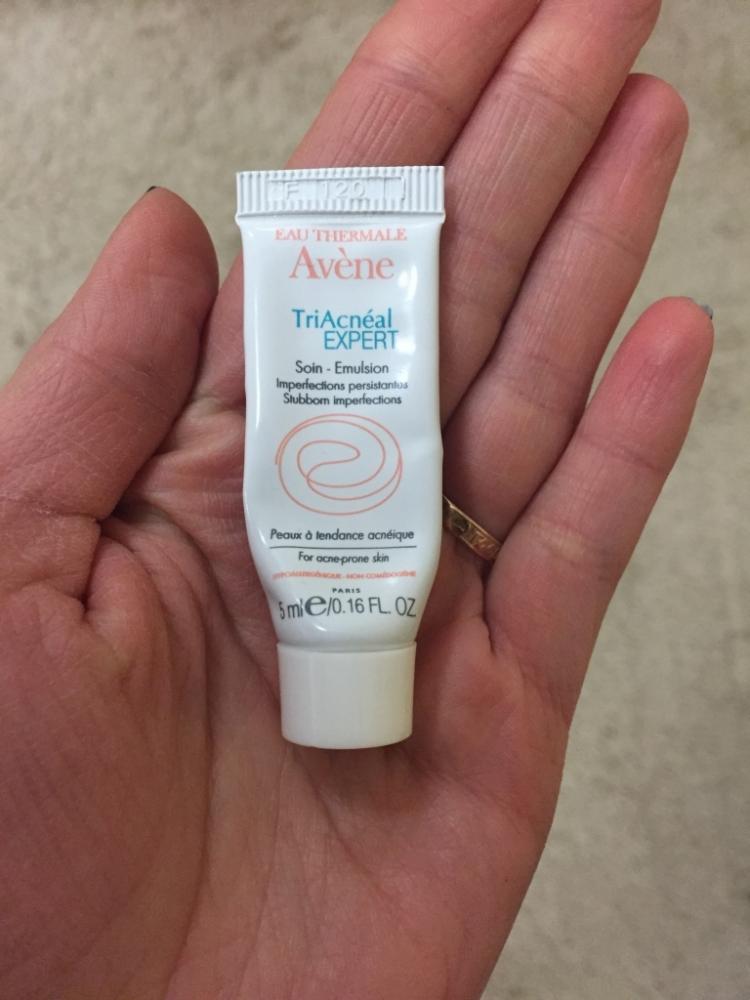 F 120
EAU THERMALE
Avène
TriAcnéal
EXPERT
Soin - Emulsion
Imperfections persistantes
Stubborn imperfections
Peaux à tendance acnéique
For acne-prone skin
HYPOALLERGÉNIQUE - NON COMÉDOGÈNE
PARIS
5 ml e/0.16 FL. OZ